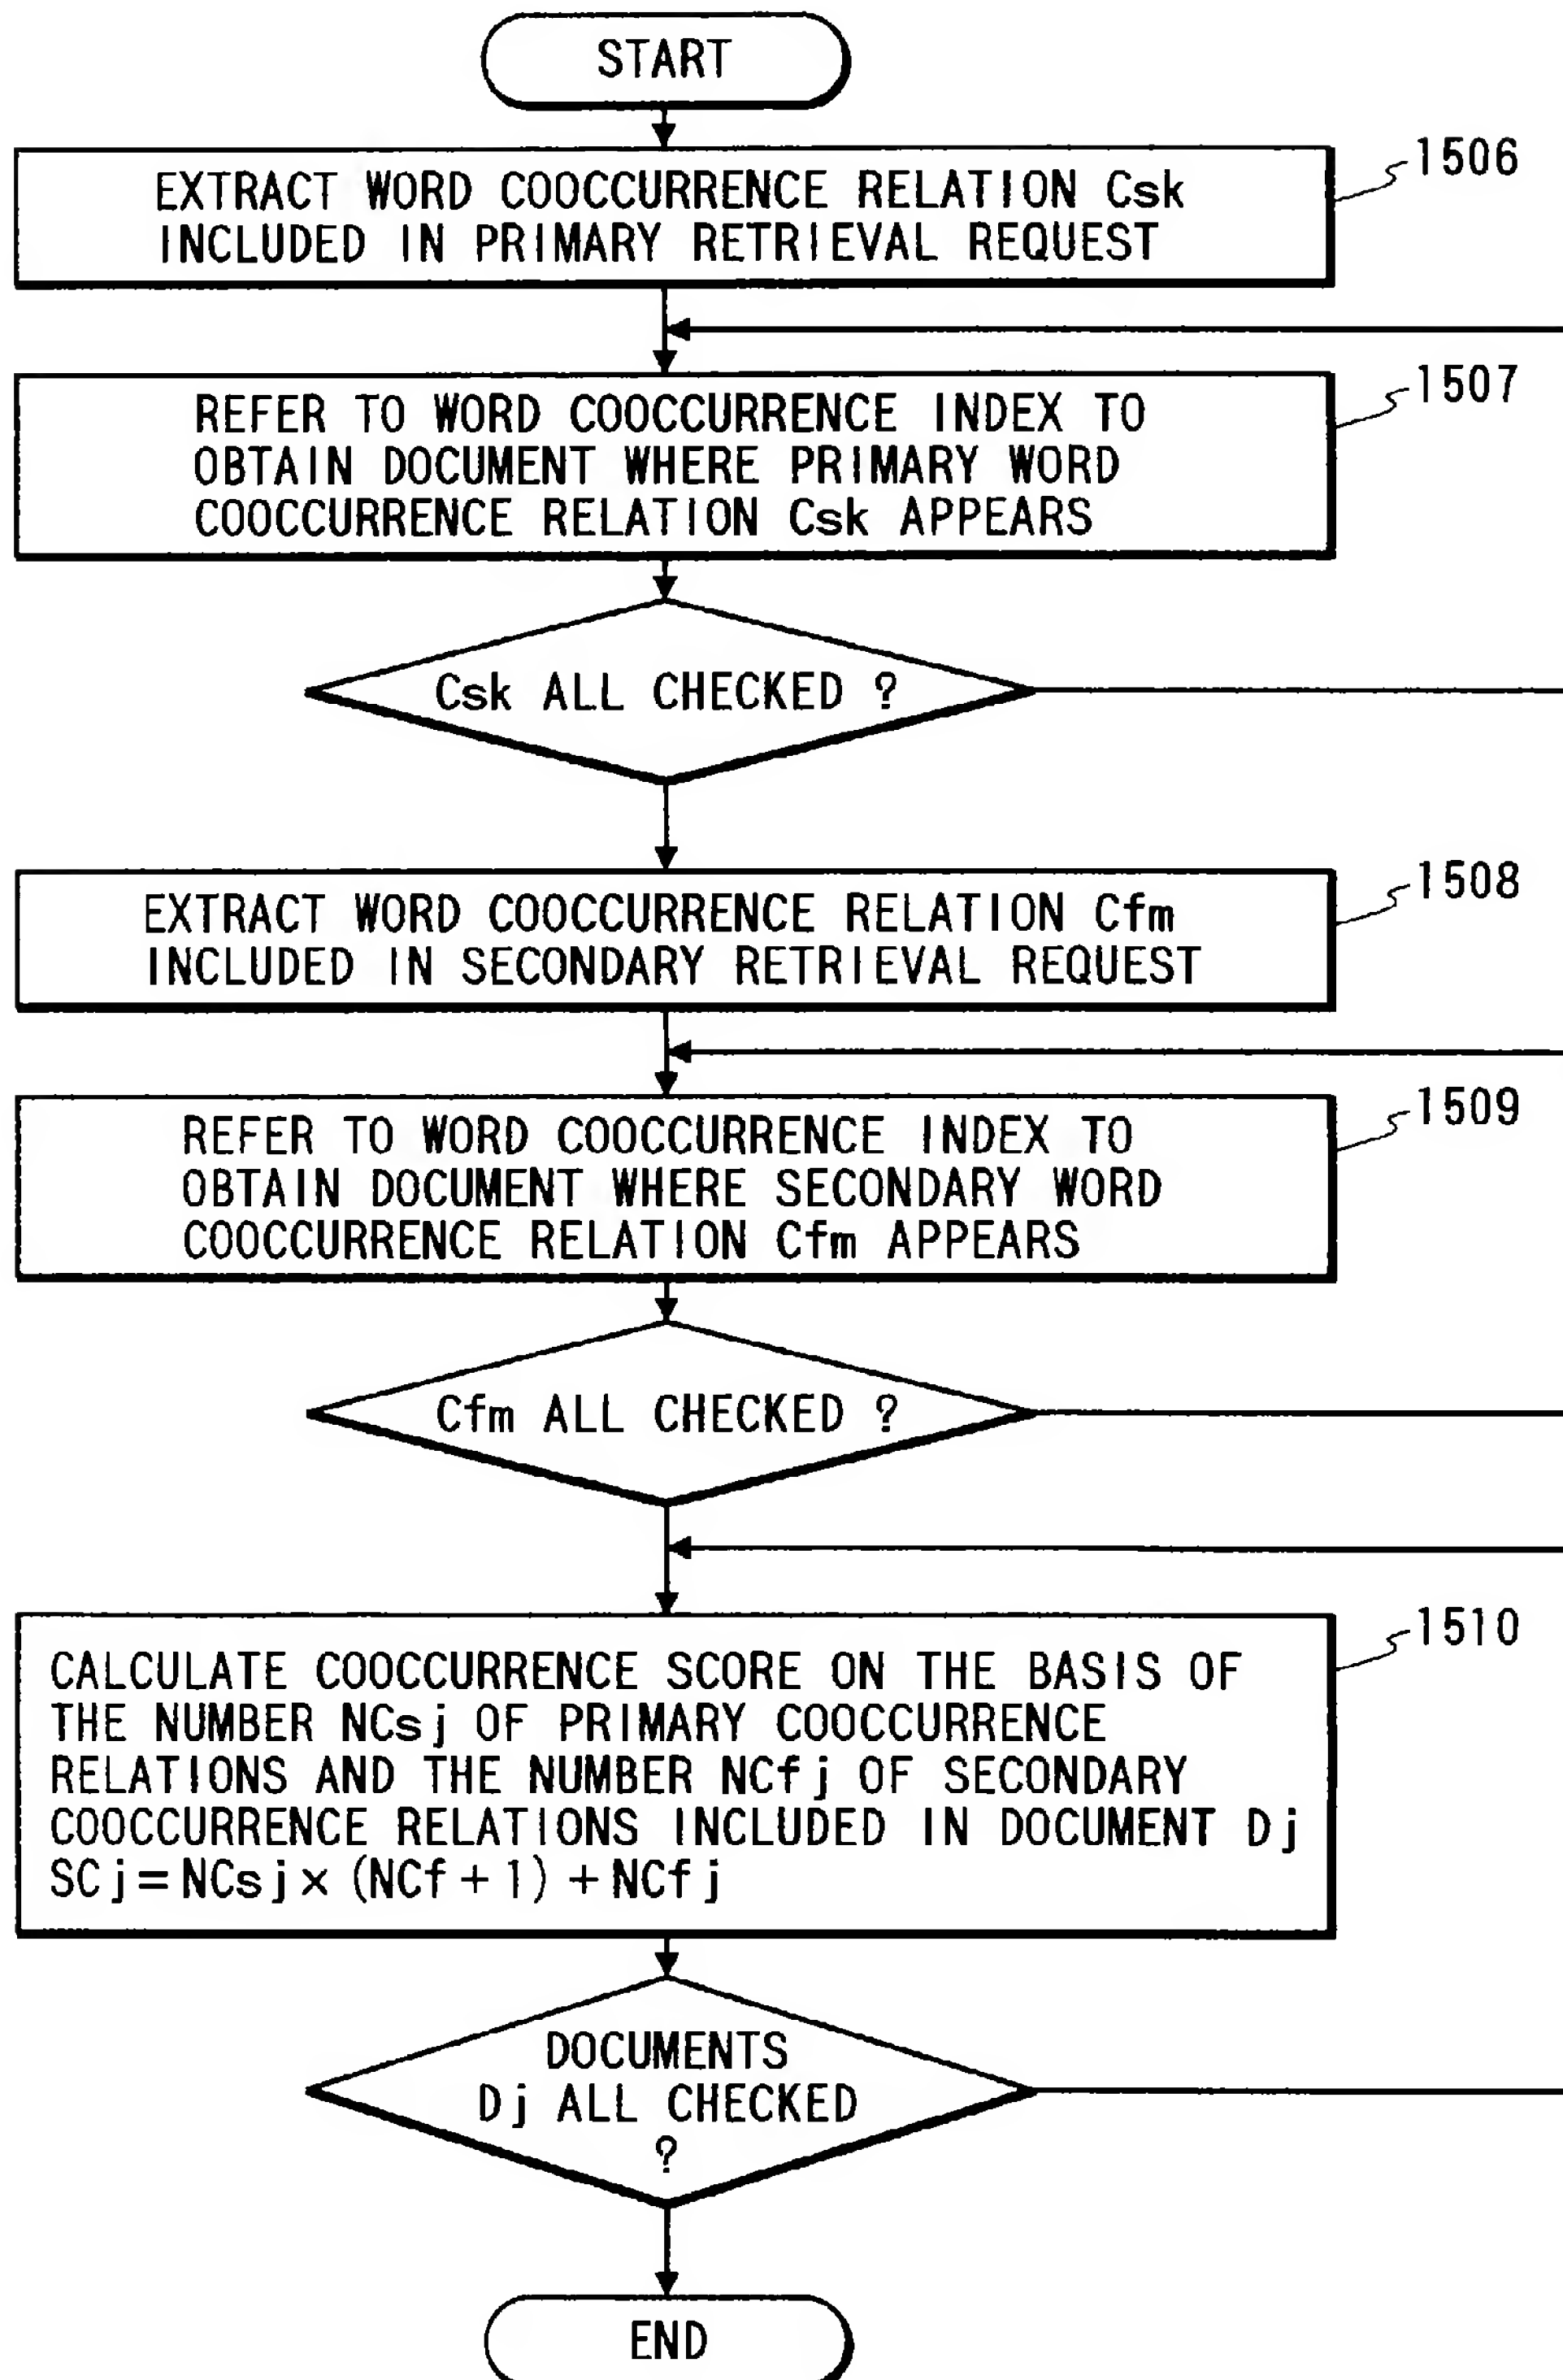 START
1506
EXTRACT WORD COOCCURRENCE RELATION Csk
INCLUDED IN PRIMARY RETRIEVAL REQUEST
1507
REFER TO WORD COOCCURRENCE INDEX TO
OBTAIN DOCUMENT WHERE PRIMARY WORD
COOCCURRENCE RELATION Csk APPEARS
Csk ALL CHECKED ?
1508
EXTRACT WORD COOCCURRENCE RELATION Cfm
INCLUDED IN SECONDARY RETRIEVAL REQUEST
1509
REFER TO WORD COOCCURRENCE INDEX TO
OBTAIN DOCUMENT WHERE SECONDARY WORD
COOCCURRENCE RELATION Cfm APPEARS
Cfm ALL CHECKED ?
1510
CALCULATE COOCCURRENCE SCORE ON THE BASIS OF
THE NUMBER NCsj OF PRIMARY COOCCURRENCE
RELATIONS AND THE NUMBER NCfj OF SECONDARY
COOCCURRENCE RELATIONS INCLUDED IN DOCUMENT Dj
SCj=NCsj×(NCf+1)+NCfj
DOCUMENTS
Dj ALL CHECKED
?
END